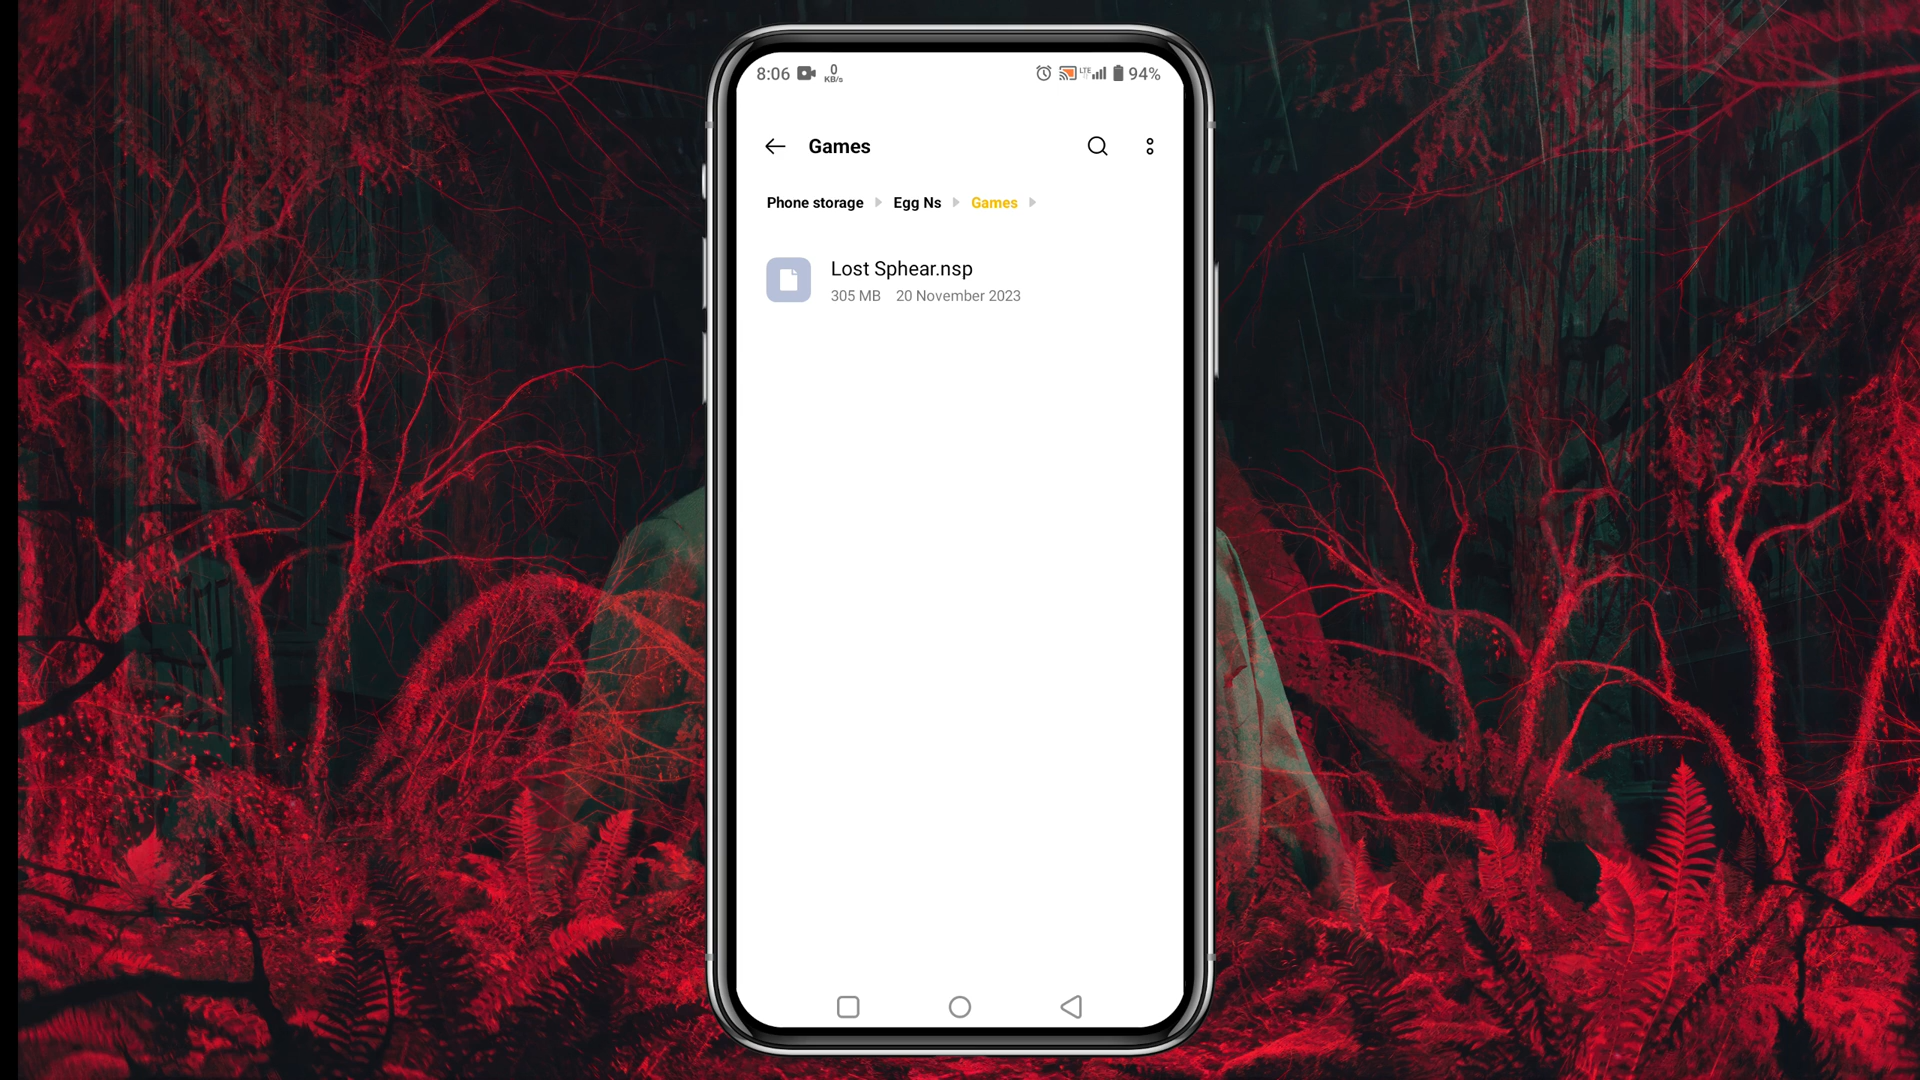 8:06 0 KB/s LTE 94%
Games
Phone storage Egg Ns Games
Lost Sphear.nsp
305 MB 20 November 2023